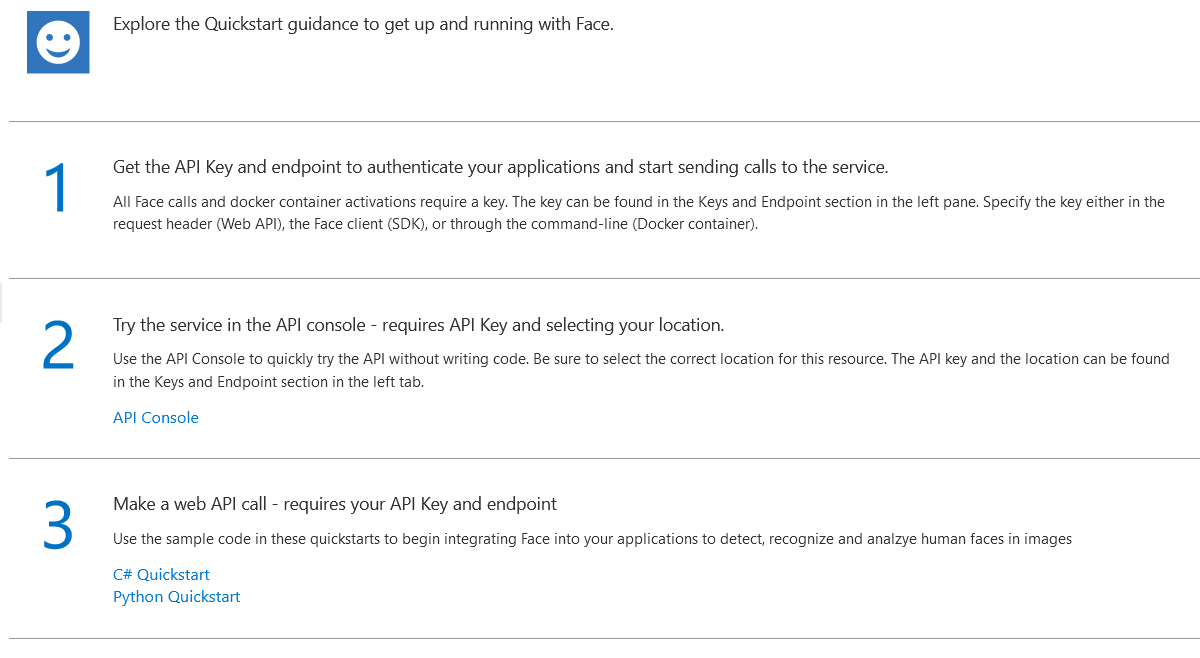 Explore the Quickstart guidance to get up and running with Face.
1
Get the API Key and endpoint to authenticate your applications and start sending calls to the service.
All Face calls and docker container activations require a key. The key can be found in the Keys and Endpoint section in the left pane. Specify the key either in the
request header (Web API), the Face client (SDK), or through the command-line (Docker container).
2
Try the service in the API console - requires API Key and selecting your location.
Use the API Console to quickly try the API without writing code. Be sure to select the correct location for this resource. The API key and the location can be found
in the Keys and Endpoint section in the left tab.
API Console
3
Make a web API call - requires your API Key and endpoint
Use the sample code in these quickstarts to begin integrating Face into your applications to detect, recognize and analzye human faces in images
C# Quickstart
Python Quickstart